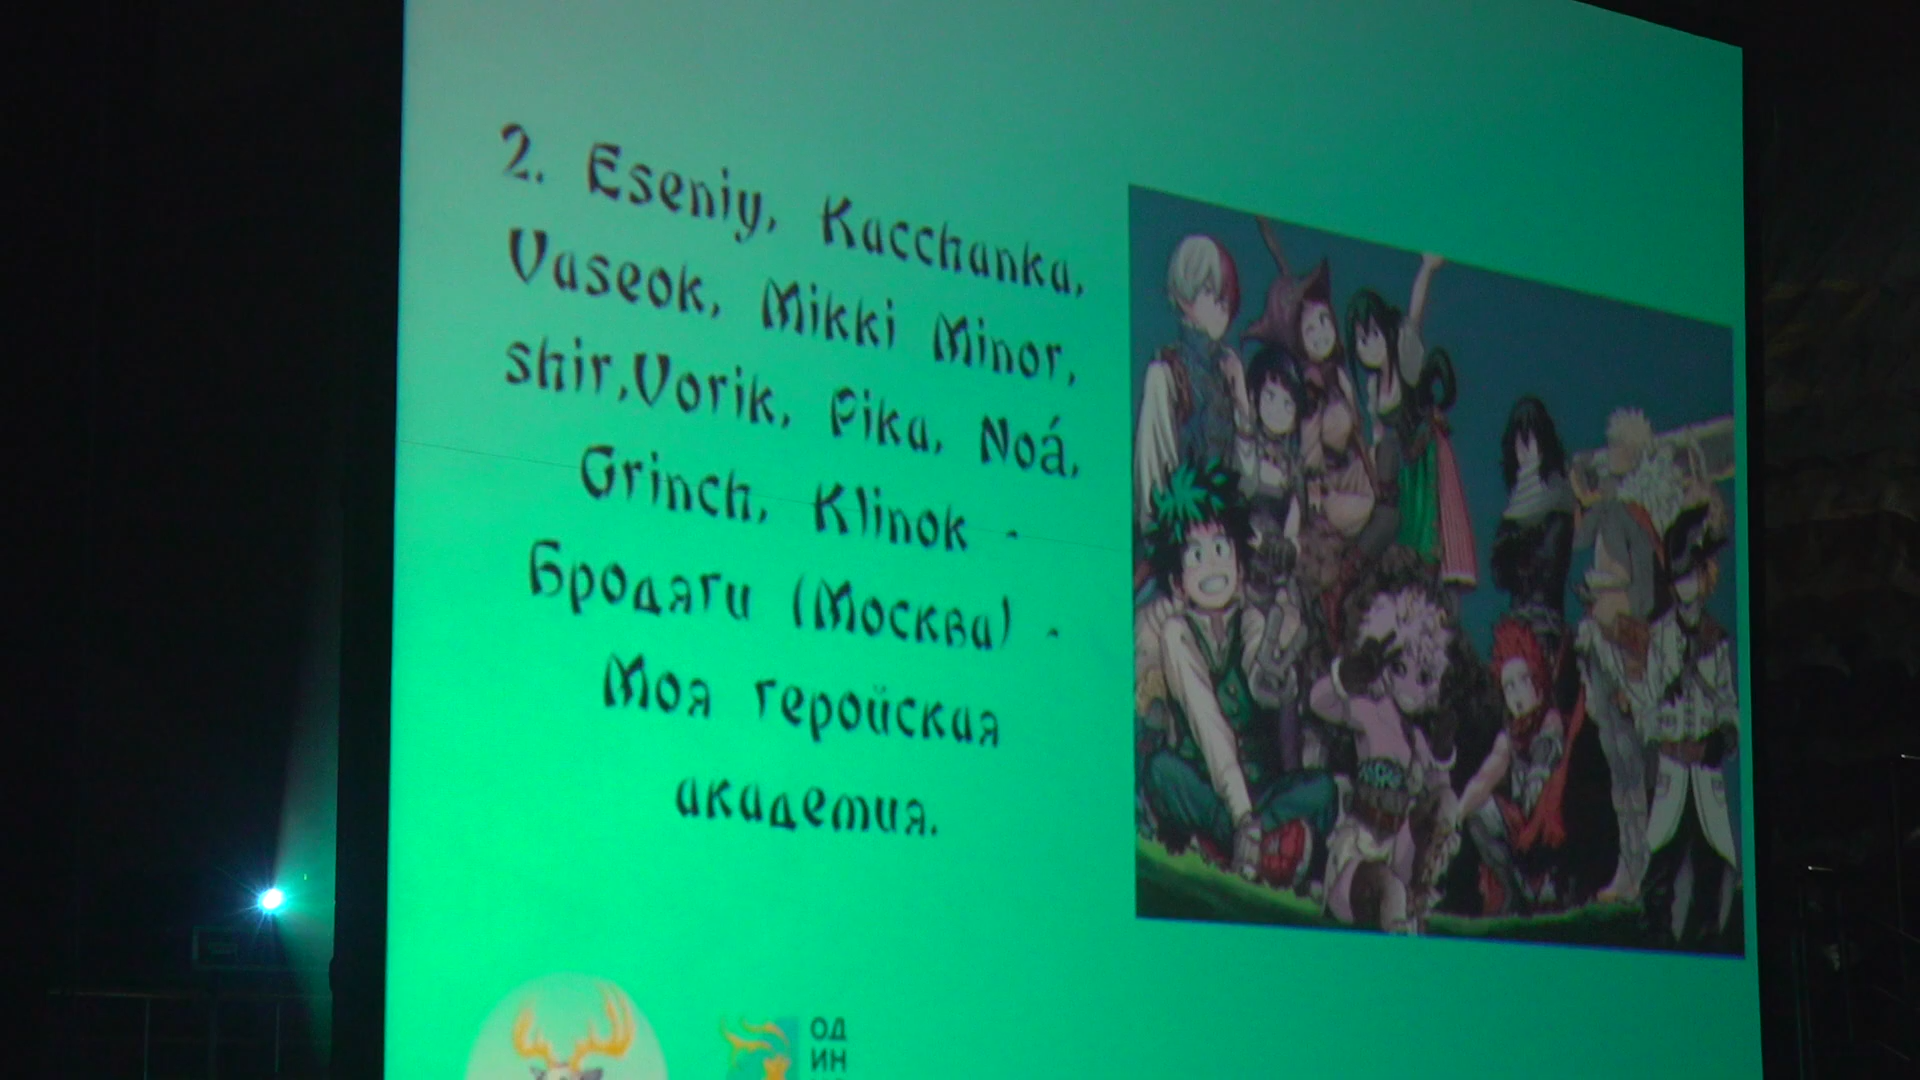 2. Eseniy, Kacchanka,
Vaseok, Mikki Minor,
shir,Vorik, Pika, Noá,
Grinch, Klinok -
Бродяги (Москва) -
Моя геройская
академия.
ОД
ИН